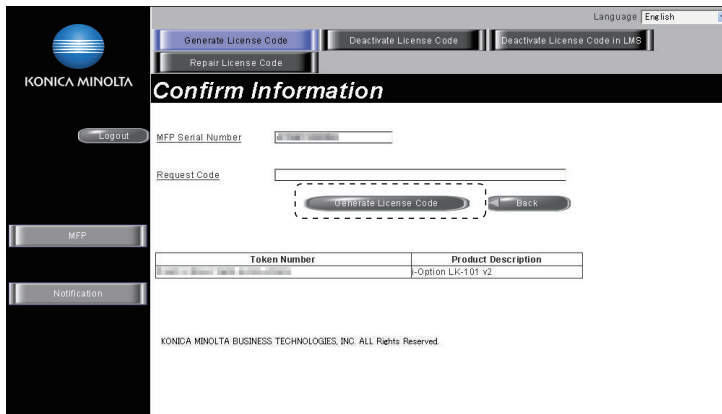 Language English
Generate License Code Deactivate License Code Deactivate License Code in LMS
Repair License Code
KONICA MINOLTA
Confirm Information
Logout
MFP Serial Number
Request Code
Generate License Code Back
MFP
Token Number Product Description
i-Option LK-101 v2
Notification
KONICA MINOLTA BUSINESS TECHNOLOGIES, INC. ALL Rights Reserved.